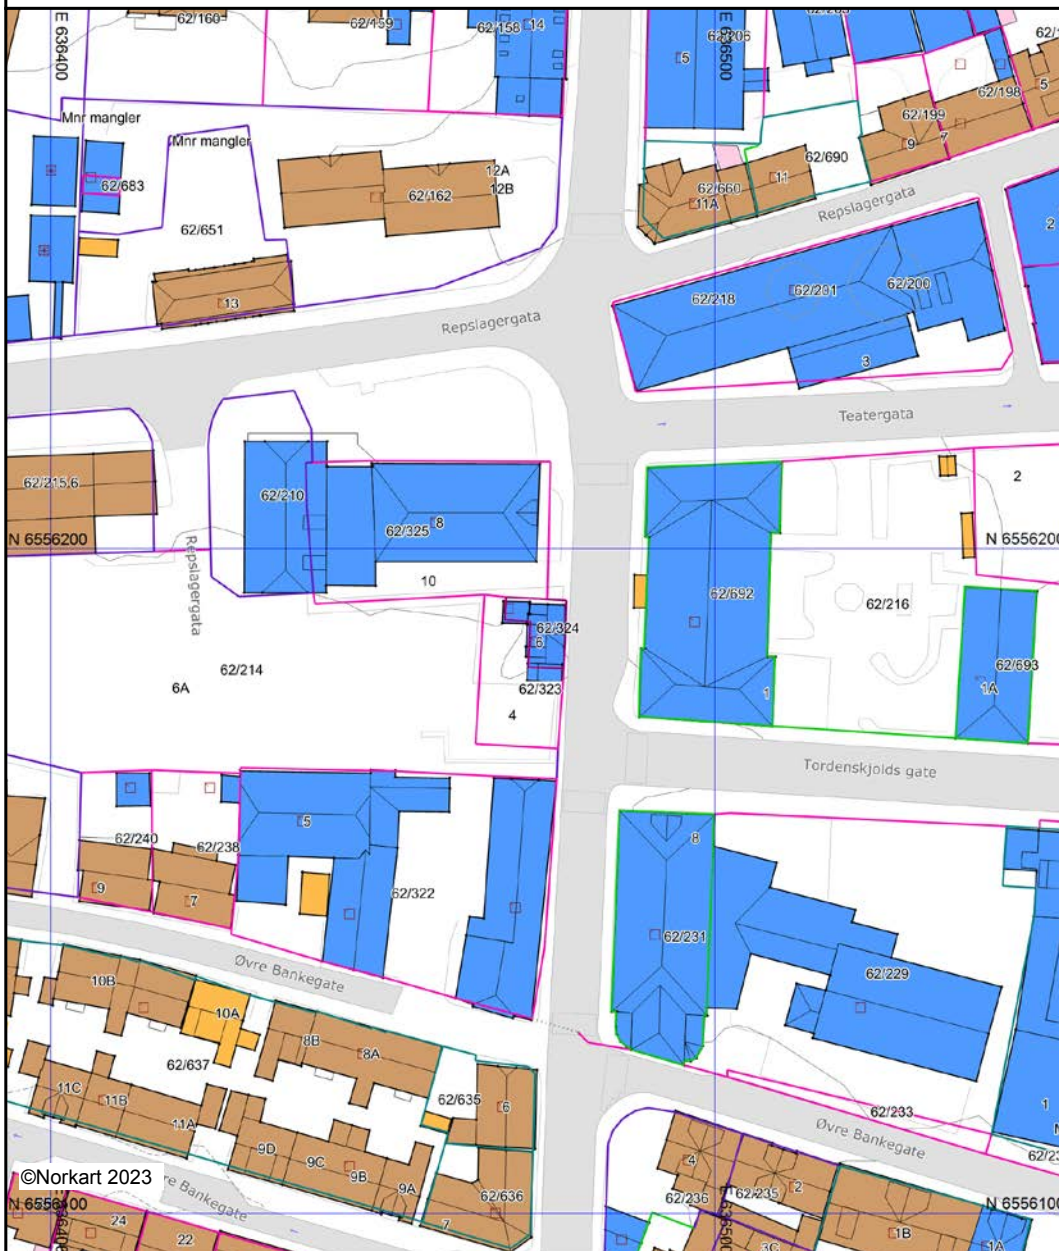 E 636400
62/160
62/159
62/158
14
62/206
5
E 636500
62/198
5
62/199
7
9
Mnr mangler
Mnr mangler
62/683
62/162
12A
12B
62/690
11
62/660
11A
Repslagergata
2
62/651
13
Repslagergata
62/218
62/201
62/200
3
Teatergata
62/215,6
62/210
62/325
8
10
2
N 6556200
N 6556200
Repslagergata
62/692
62/216
62/324
6
62/323
4
62/214
6A
1
62/693
1A
Tordenskjolds gate
62/240
62/238
5
9
7
62/322
8
62/231
62/229
Øvre Bankegate
10B
10A
8B
8A
62/637
62/635
6
11C
11B
11A
9D
9C
9B
9A
62/636
7
62/233
1
Øvre Bankegate
4
62/236
62/235
2
©Norkart 2023
Bankegate
N 6556100
24
22
3C
1B
1A